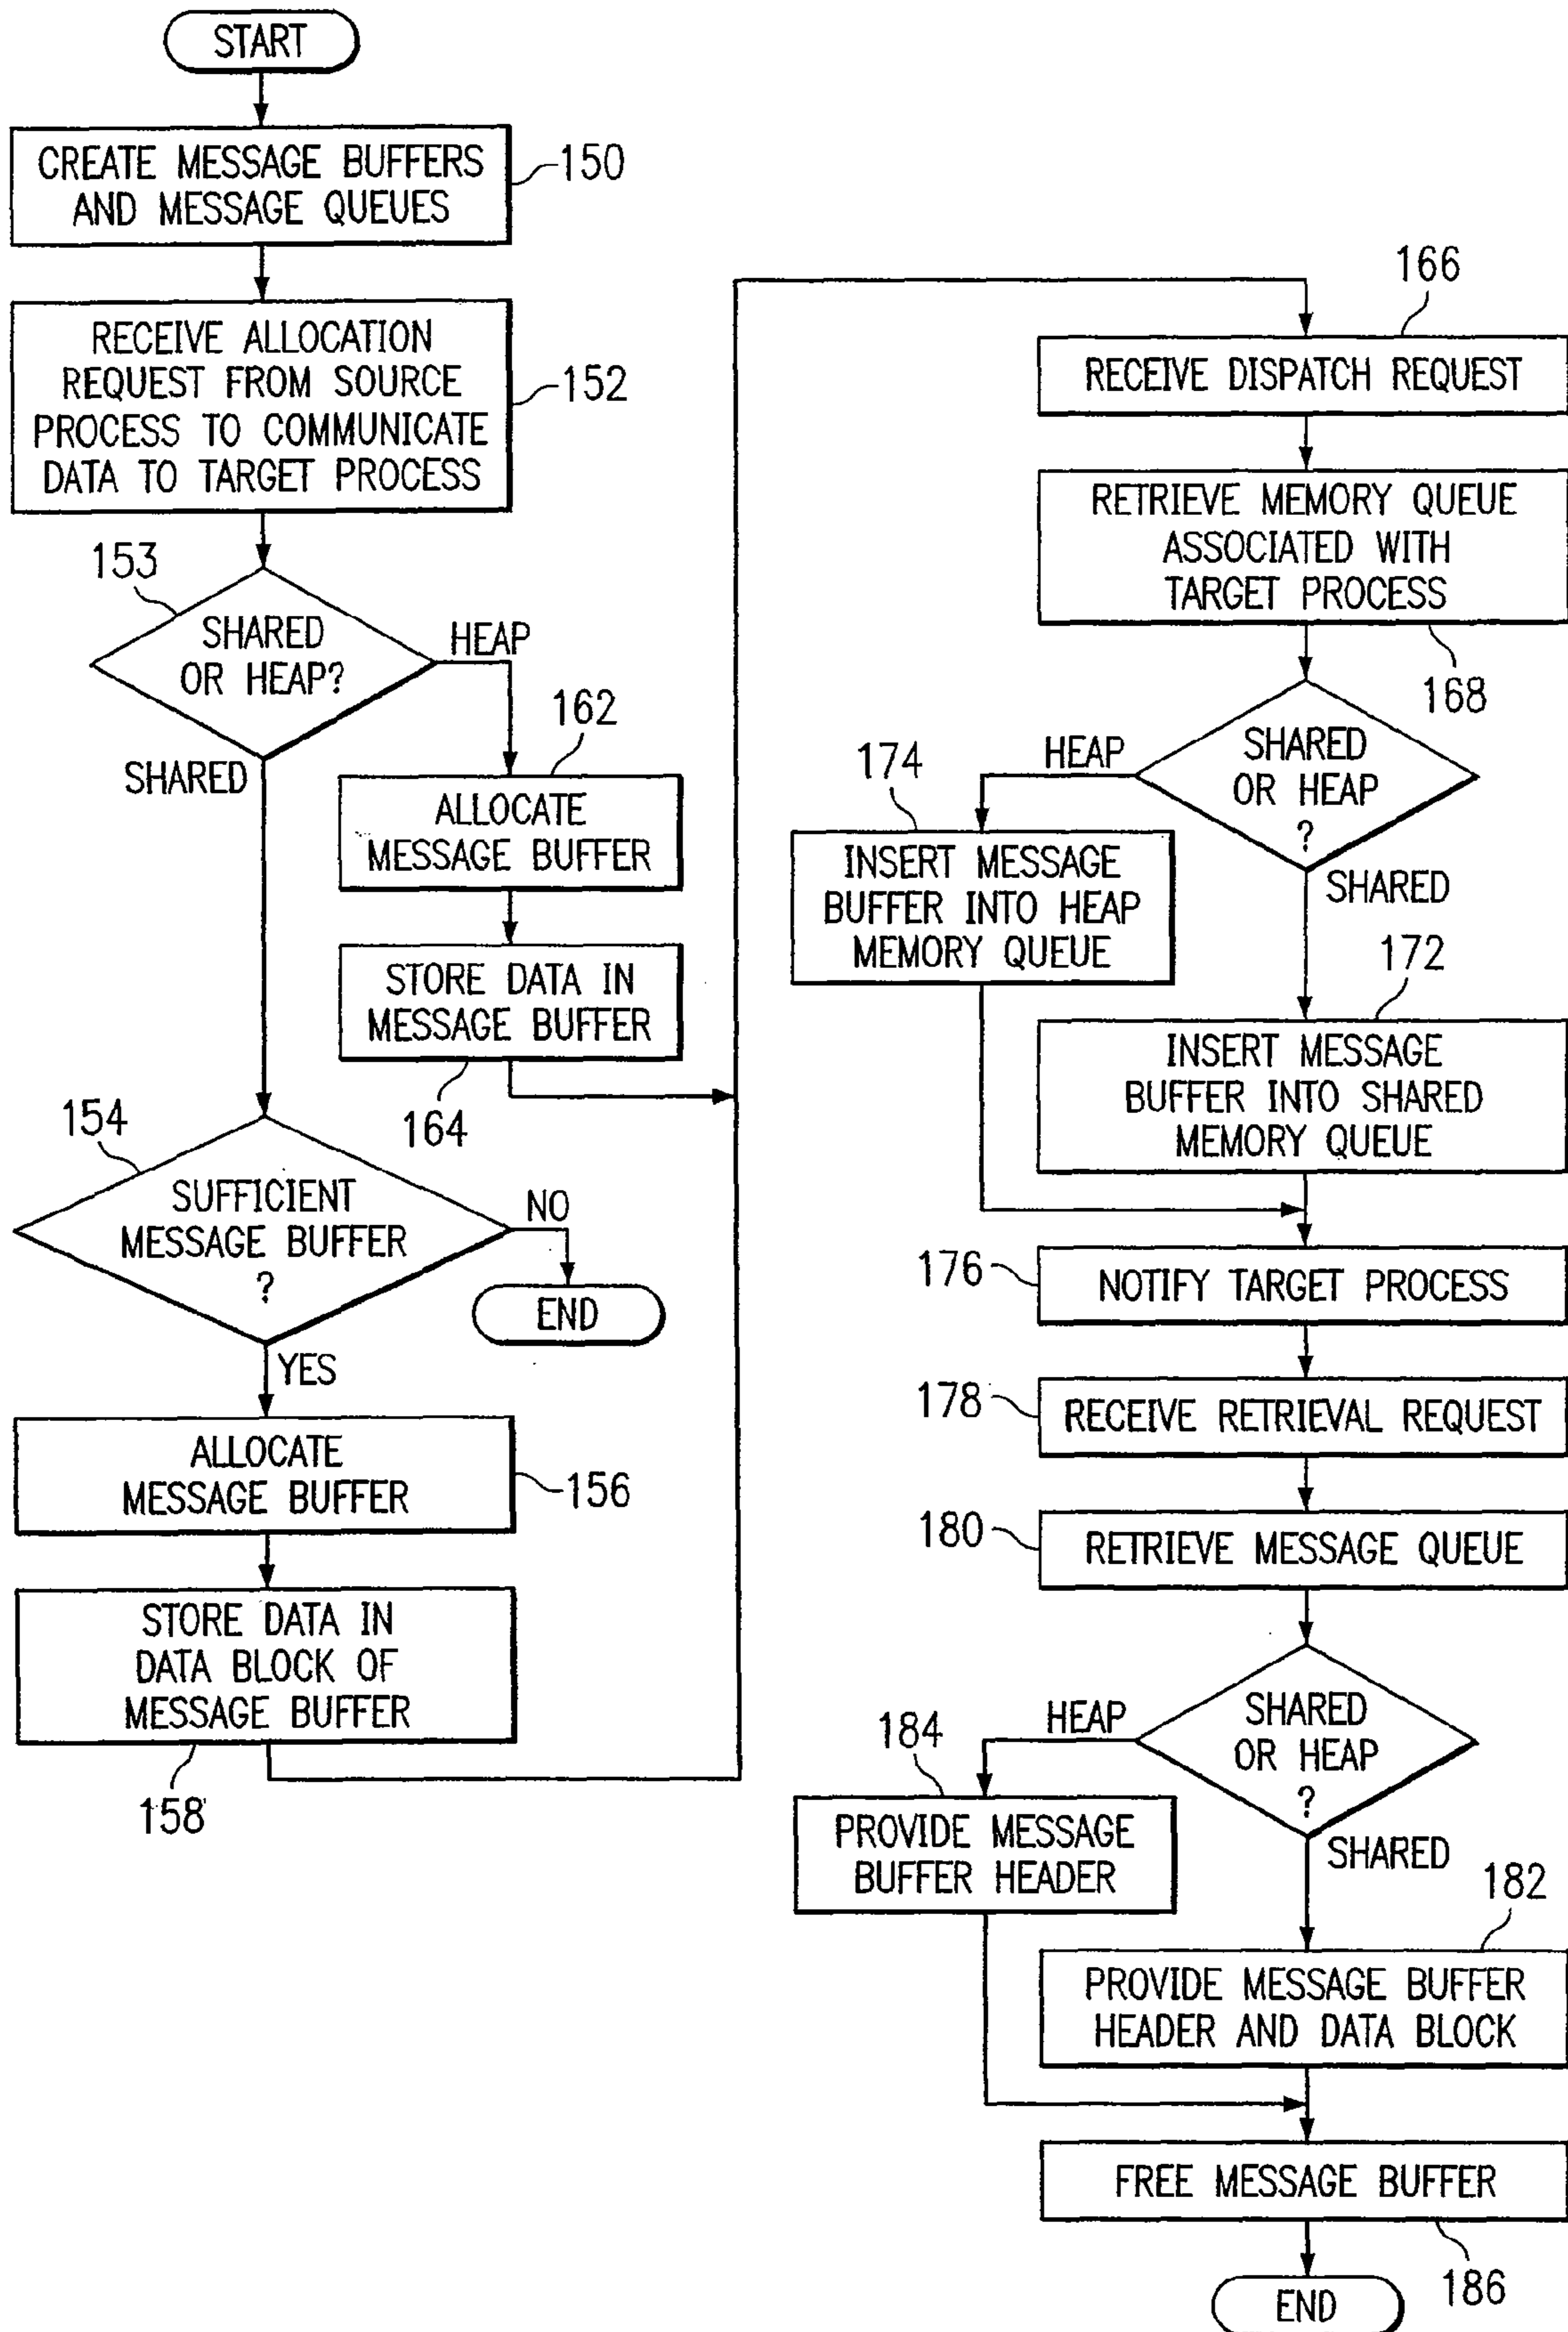 START
CREATE MESSAGE BUFFERS
AND MESSAGE QUEUES
150
RECEIVE ALLOCATION
REQUEST FROM SOURCE
PROCESS TO COMMUNICATE
DATA TO TARGET PROCESS
152
153
SHARED
OR HEAP?
HEAP
SHARED
162
ALLOCATE
MESSAGE BUFFER
STORE DATA IN
MESSAGE BUFFER
164
154
SUFFICIENT
MESSAGE BUFFER
?
NO
END
YES
ALLOCATE
MESSAGE BUFFER
156
STORE DATA IN
DATA BLOCK OF
MESSAGE BUFFER
158
166
RECEIVE DISPATCH REQUEST
RETRIEVE MEMORY QUEUE
ASSOCIATED WITH
TARGET PROCESS
168
SHARED
OR HEAP
?
HEAP
SHARED
174
INSERT MESSAGE
BUFFER INTO HEAP
MEMORY QUEUE
172
INSERT MESSAGE
BUFFER INTO SHARED
MEMORY QUEUE
176
NOTIFY TARGET PROCESS
178
RECEIVE RETRIEVAL REQUEST
180
RETRIEVE MESSAGE QUEUE
SHARED
OR HEAP
?
HEAP
SHARED
184
PROVIDE MESSAGE
BUFFER HEADER
182
PROVIDE MESSAGE BUFFER
HEADER AND DATA BLOCK
FREE MESSAGE BUFFER
186
END